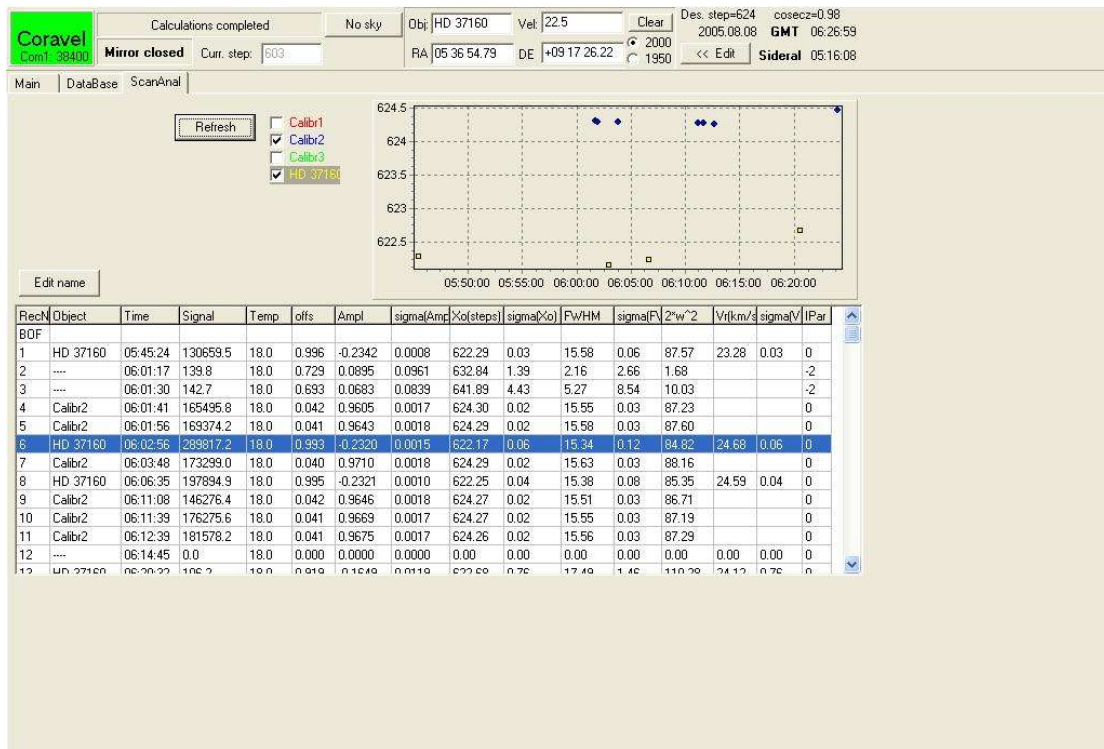 Coravel
Com1: 38400
Calculations completed
No sky
Mirror closed
Curr. step: 603
Obj: HD 37160 Vel: 22.5 Clear
RA 05 36 54.79 DE +09 17 26.22
2000
1950
Des. step=624 cosecz=0.98
2005.08.08 GMT 06:26:59
<< Edit Sideral 05:16:08
Main DataBase ScanAnal
Refresh
Calibr1
Calibr2
Calibr3
HD 37160
624.5
624
623.5
623
622.5
05:50:00 05:55:00 06:00:00 06:05:00 06:10:00 06:15:00 06:20:00
Edit name
RecN Object Time Signal Temp offs Ampl sigma(Amp Xo(steps) sigma(Xo) FWHM sigma(FV 2*w^2 Vr(km/s sigma(V IPar
BOF
1 HD 37160 05:45:24 130659.5 18.0 0.996 -0.2342 0.0008 622.29 0.03 15.58 0.06 87.57 23.28 0.03 0
2 ---- 06:01:17 139.8 18.0 0.729 0.0895 0.0961 632.84 1.39 2.16 2.66 1.68 -2
3 ---- 06:01:30 142.7 18.0 0.693 0.0683 0.0839 641.89 4.43 5.27 8.54 10.03 -2
4 Calibr2 06:01:41 165495.8 18.0 0.042 0.9605 0.0017 624.30 0.02 15.55 0.03 87.23 0
5 Calibr2 06:01:56 169374.2 18.0 0.041 0.9643 0.0018 624.29 0.02 15.58 0.03 87.60 0
6 HD 37160 06:02:56 289817.2 18.0 0.993 -0.2320 0.0015 622.17 0.06 15.34 0.12 84.82 24.68 0.06 0
7 Calibr2 06:03:48 173299.0 18.0 0.040 0.9710 0.0018 624.29 0.02 15.63 0.03 88.16 0
8 HD 37160 06:06:35 197894.9 18.0 0.995 -0.2321 0.0010 622.25 0.04 15.38 0.08 85.35 24.59 0.04 0
9 Calibr2 06:11:08 146276.4 18.0 0.042 0.9646 0.0018 624.27 0.02 15.51 0.03 86.71 0
10 Calibr2 06:11:39 176275.6 18.0 0.041 0.9669 0.0017 624.27 0.02 15.55 0.03 87.19 0
11 Calibr2 06:12:39 181578.2 18.0 0.041 0.9675 0.0017 624.26 0.02 15.56 0.03 87.29 0
12 ---- 06:14:45 0.0 18.0 0.000 0.0000 0.0000 0.00 0.00 0.00 0.00 0.00 0.00 0.00 0
HD 37160